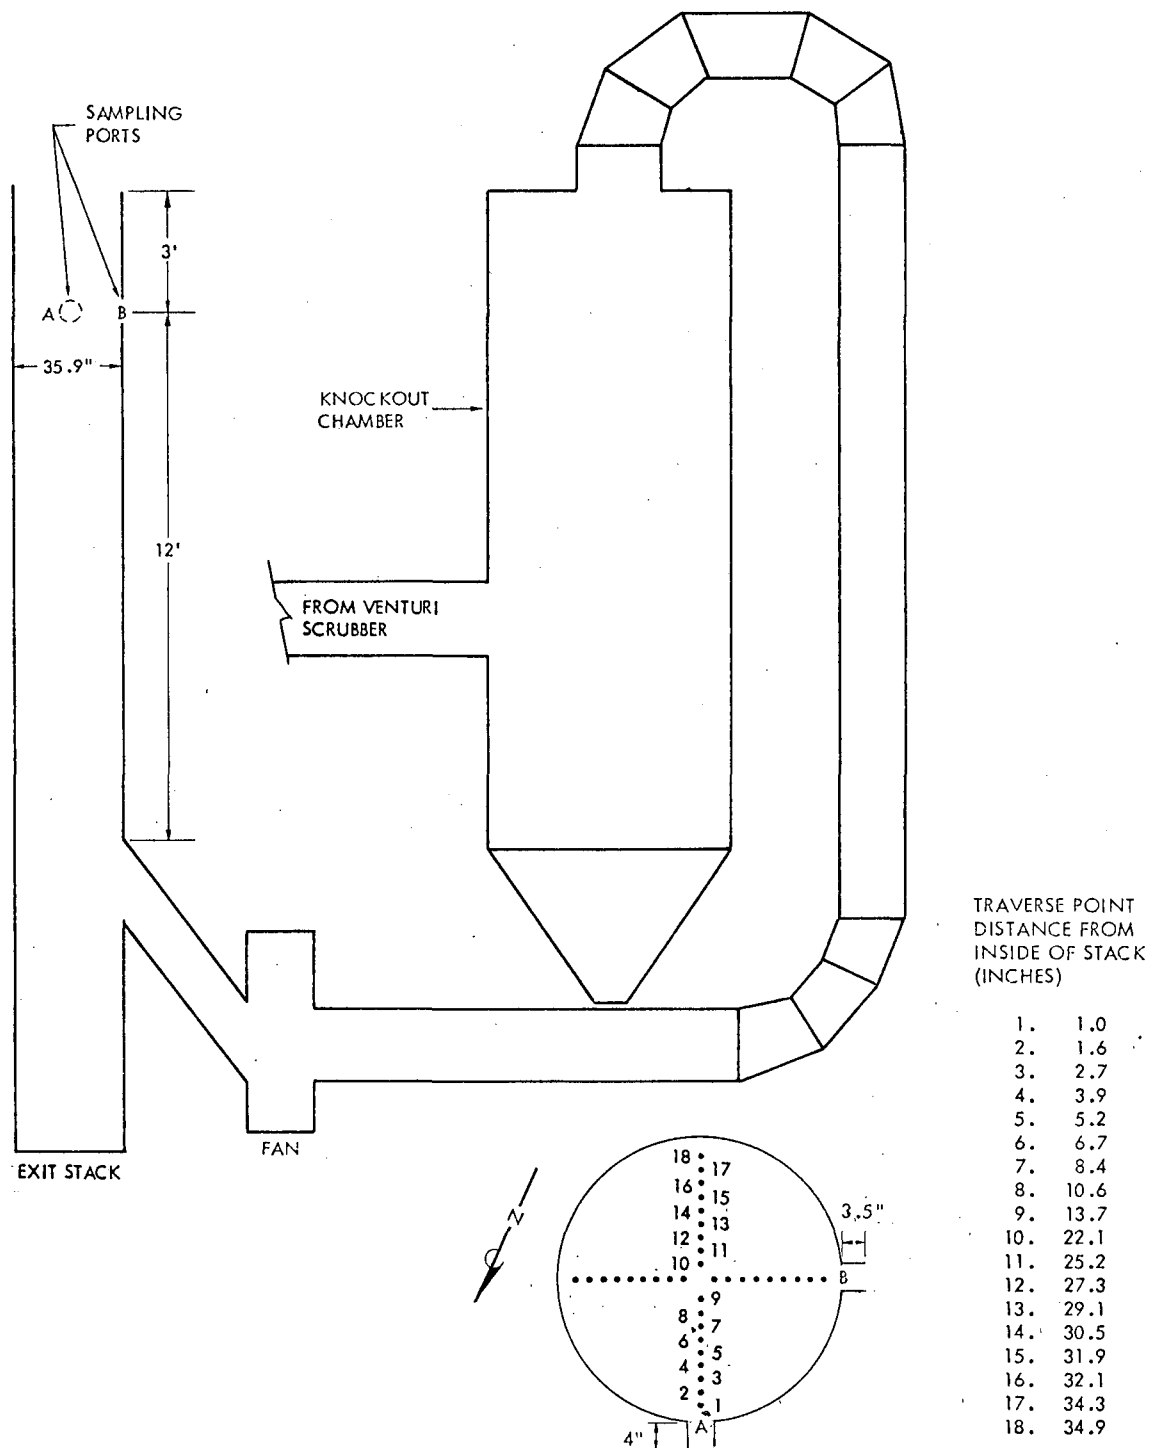 SAMPLING
PORTS
3'
A
B
35.9"
KNOCKOUT
CHAMBER
12'
FROM VENTURI
SCRUBBER
TRAVERSE POINT
DISTANCE FROM
INSIDE OF STACK
(INCHES)
1. 1.0
2. 1.6
3. 2.7
4. 3.9
5. 5.2
6. 6.7
7. 8.4
8. 10.6
9. 13.7
10. 22.1
11. 25.2
12. 27.3
13. 29.1
14. 30.5
15. 31.9
16. 32.1
17. 34.3
18. 34.9
FAN
EXIT STACK
N
18
17
16
15
14
13
12
11
10
3.5"
B
9
8
7
6
5
4
3
2
1
A
4"